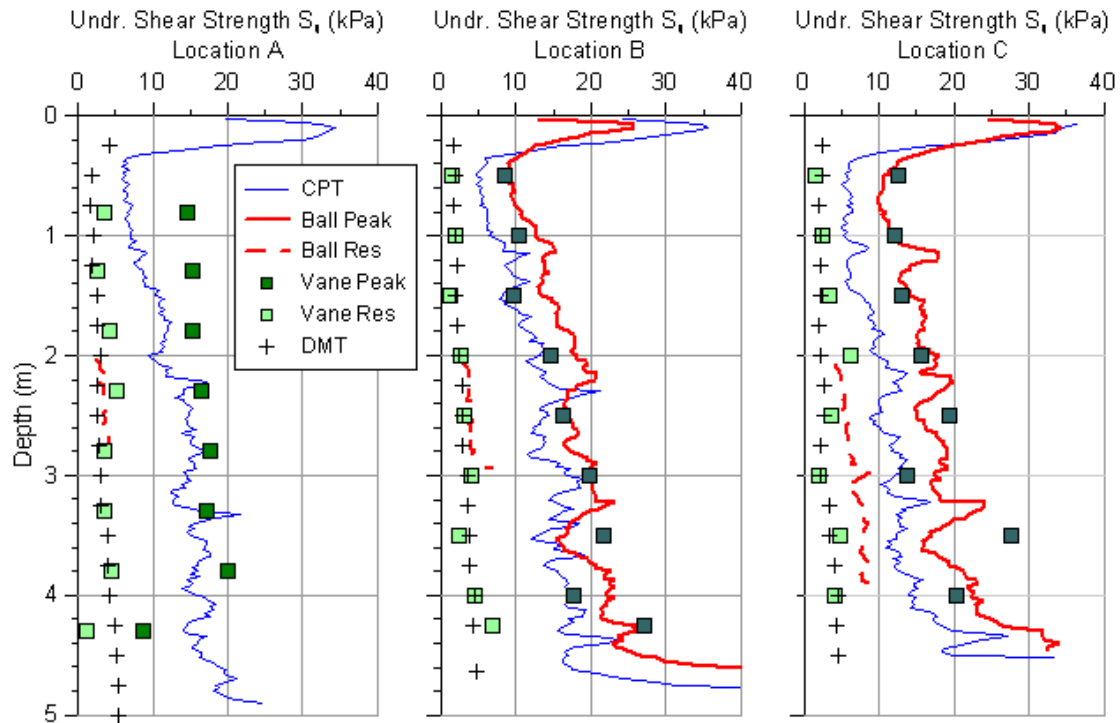 Undr. Shear Strength Su (kPa) Undr. Shear Strength Su (kPa) Undr. Shear Strength Su (kPa)
Location A Location B Location C
0 10 20 30 40 0 10 20 30 40 0 10 20 30 40
0
1
2
3
4
5
Depth (m)
CPT
Ball Peak
Ball Res
Vane Peak
Vane Res
DMT